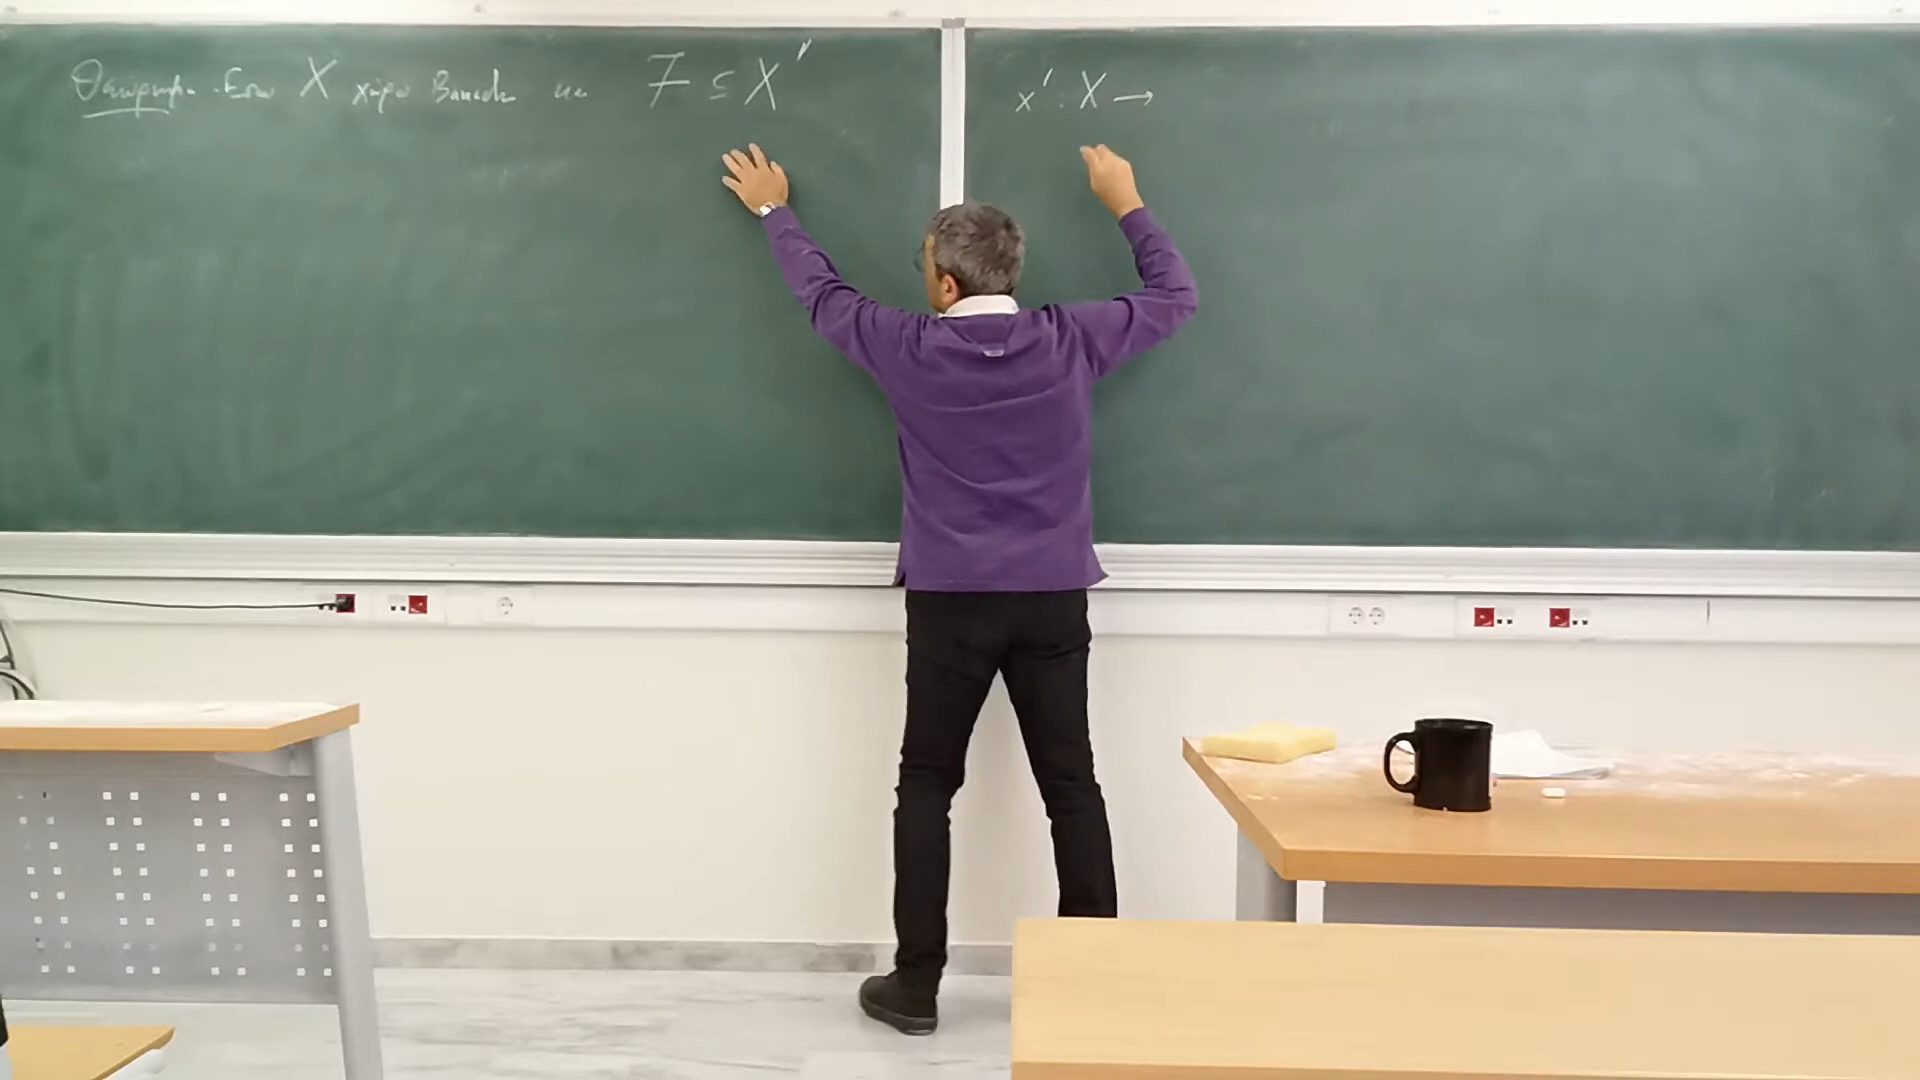 Θεώρημα. Έστω X χώρος Banach και F ⊆ X'
x' : X →